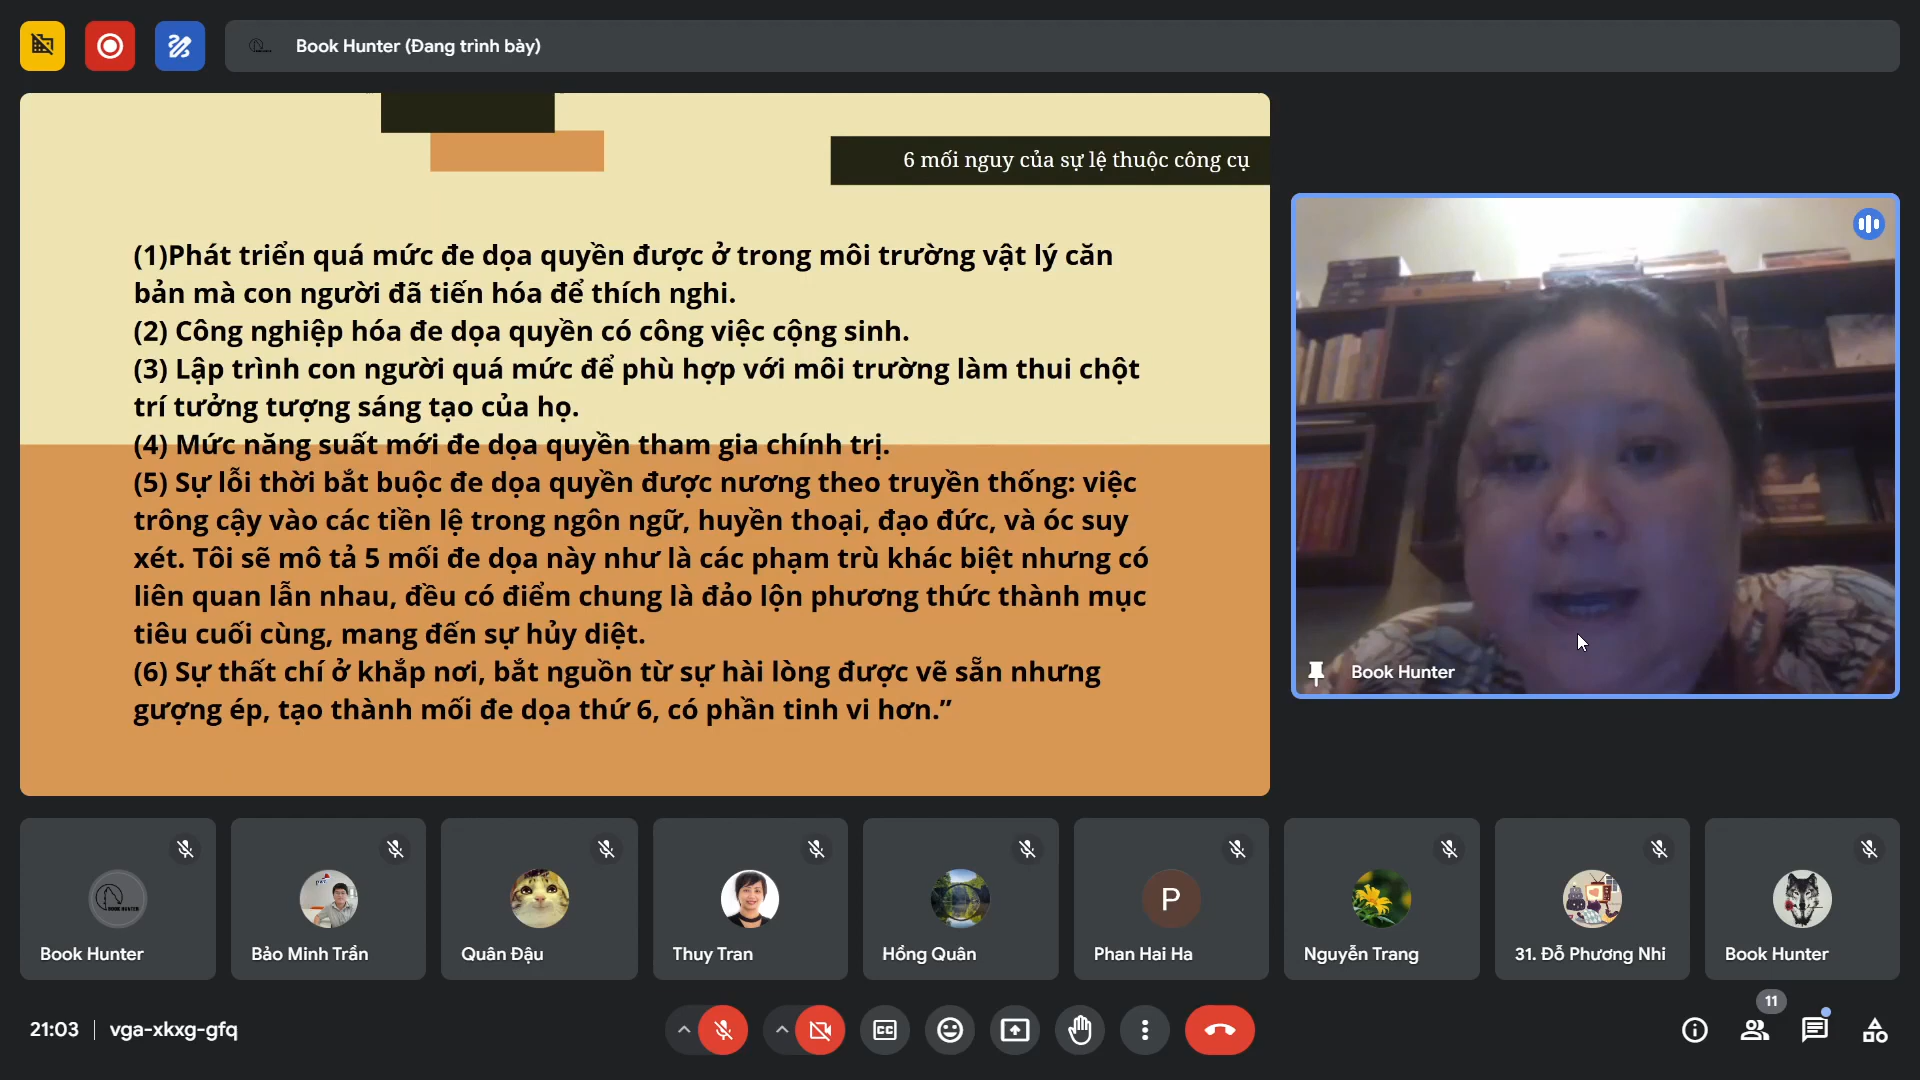 Book Hunter (Đang trình bày)
6 mối nguy của sự lệ thuộc công cụ
(1)Phát triển quá mức đe dọa quyền được ở trong môi trường vật lý căn
bản mà con người đã tiến hóa để thích nghi.
(2) Công nghiệp hóa đe dọa quyền có công việc cộng sinh.
(3) Lập trình con người quá mức để phù hợp với môi trường làm thui chột
trí tưởng tượng sáng tạo của họ.
(4) Mức năng suất mới đe dọa quyền tham gia chính trị.
(5) Sự lỗi thời bắt buộc đe dọa quyền được nương theo truyền thống: việc
trông cậy vào các tiền lệ trong ngôn ngữ, huyền thoại, đạo đức, và óc suy
xét. Tôi sẽ mô tả 5 mối đe dọa này như là các phạm trù khác biệt nhưng có
liên quan lẫn nhau, đều có điểm chung là đảo lộn phương thức thành mục
tiêu cuối cùng, mang đến sự hủy diệt.
(6) Sự thất chí ở khắp nơi, bắt nguồn từ sự hài lòng được vẽ sẵn nhưng
gượng ép, tạo thành mối đe dọa thứ 6, có phần tinh vi hơn.”
Book Hunter
BOOK HUNTER
pwc
P
Book Hunter
Bảo Minh Trần
Quân Đậu
Thuy Tran
Hồng Quân
Phan Hai Ha
Nguyễn Trang
31. Đỗ Phương Nhi
Book Hunter
21:03
vga-xkxg-gfq
CC
11